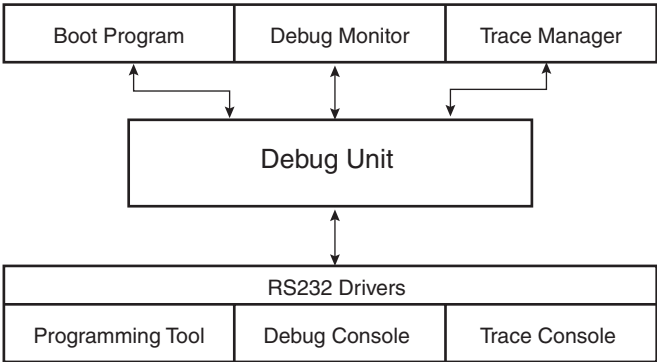 Boot Program
Debug Monitor
Trace Manager
Debug Unit
RS232 Drivers
Programming Tool
Debug Console
Trace Console